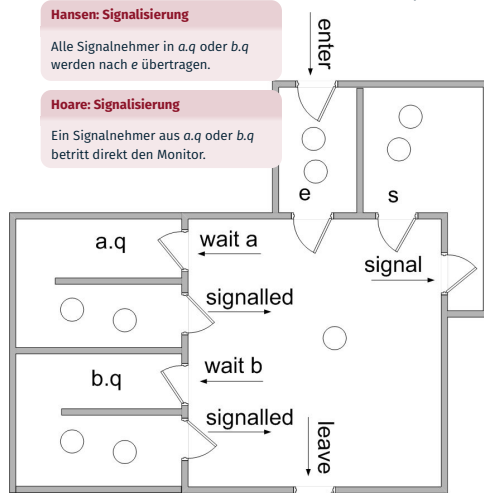 Hansen: Signalisierung
Alle Signalnehmer in a.q oder b.q
werden nach e übertragen.
Hoare: Signalisierung
Ein Signalnehmer aus a.q oder b.q
betritt direkt den Monitor.
enter
e
s
a.q
wait a
signal
signalled
b.q
wait b
signalled
leave